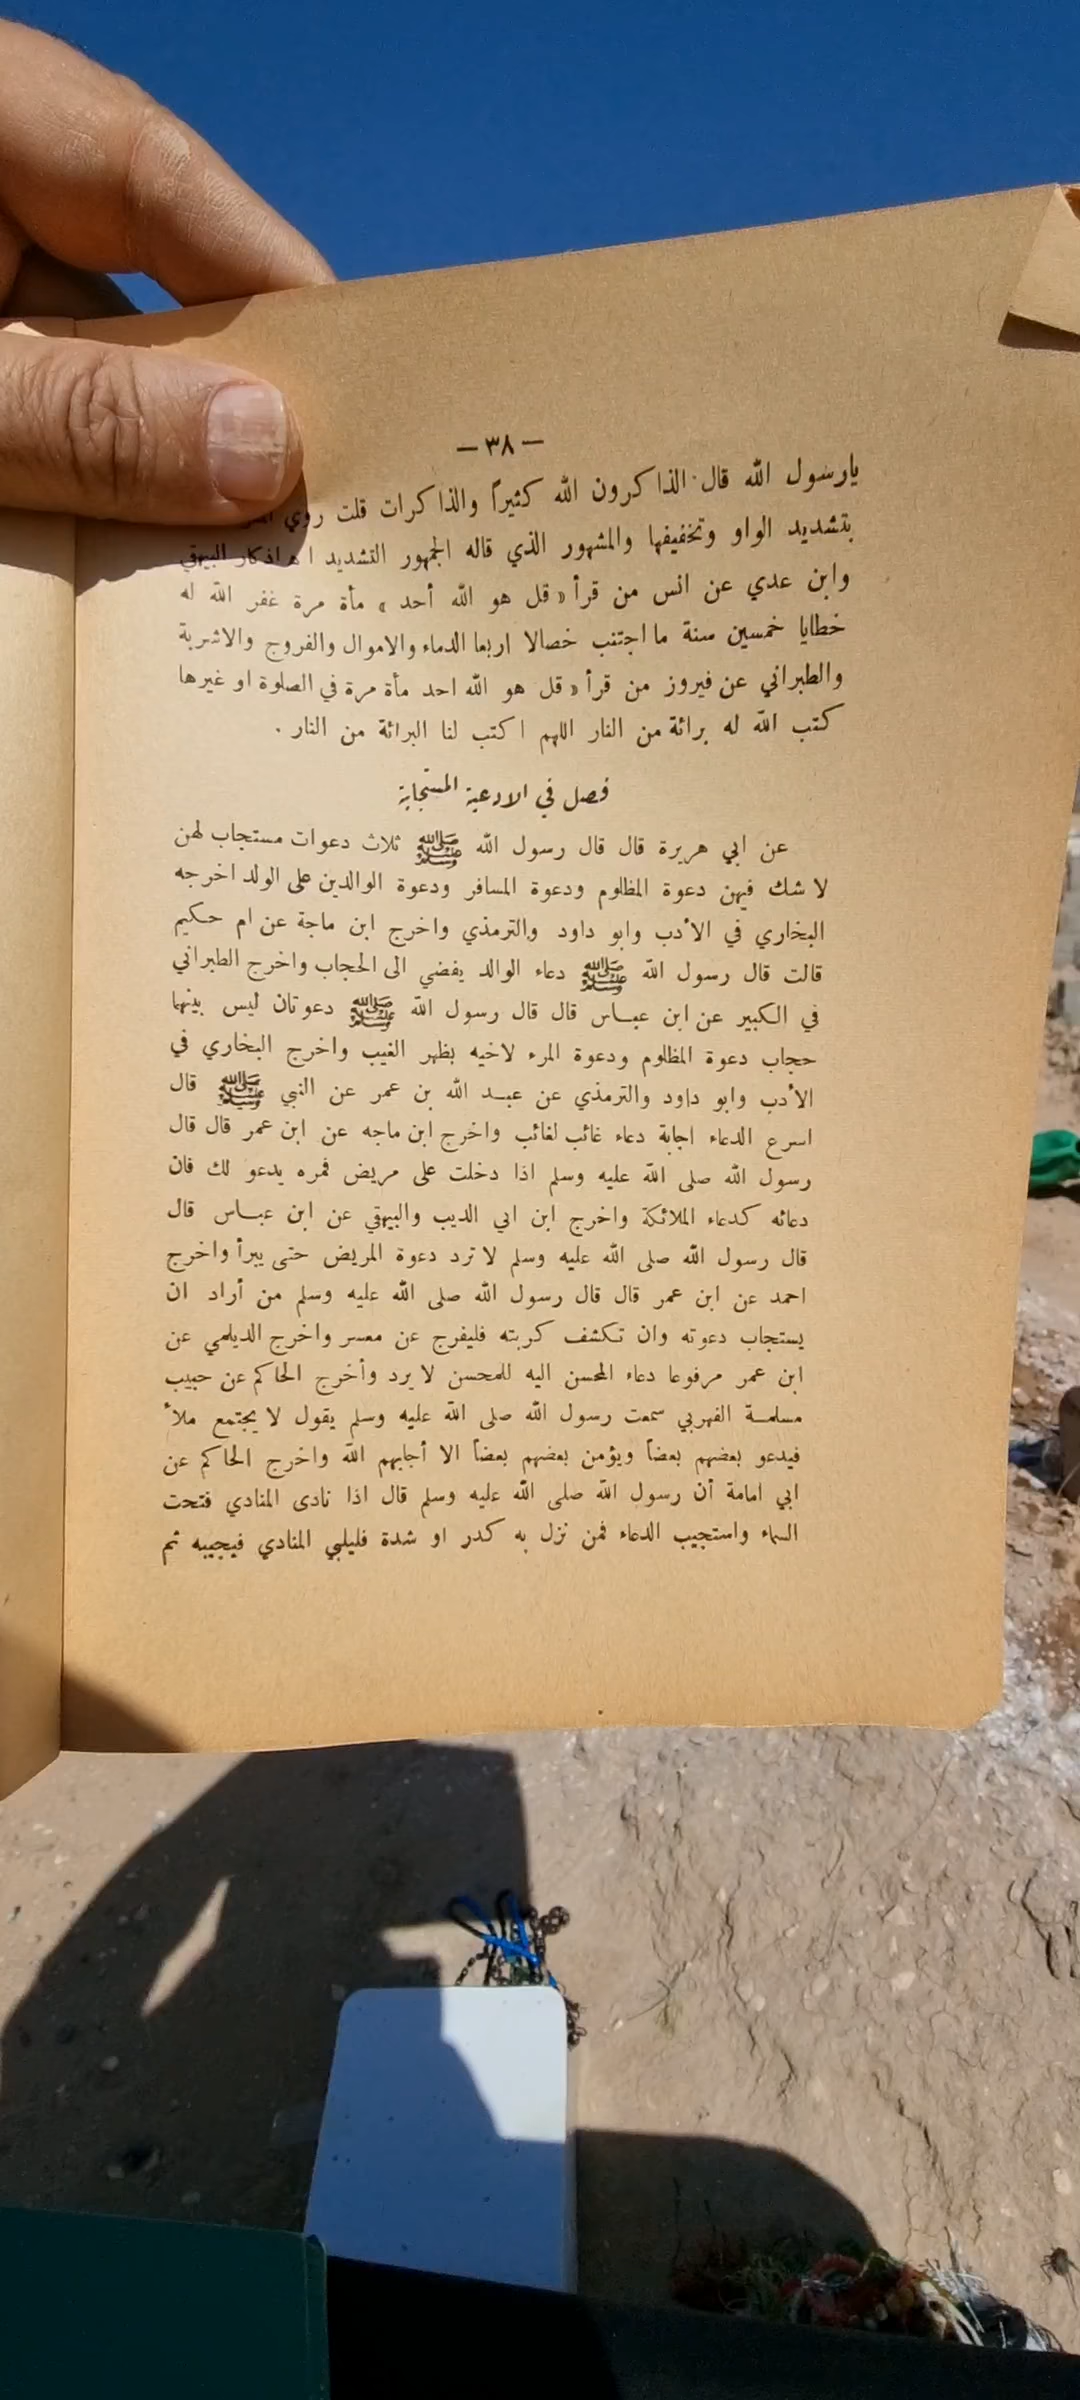 — ٣٨ —
يارسول الله قال الذاكرون الله كثيراً والذاكرات قلت روي
بتشديد الواو وتخفيفها والمشهور الذي قاله الجمهور التشديد اه اذكار البيهقي
وابن عدي عن انس من قرأ « قل هو الله أحد » مأة مرة غفر الله له
خطايا خمسين سنة ما اجتنب خصالا اربعا الدماء والاموال والفروج والاشربة
والطبراني عن فيروز من قرأ « قل هو الله احد مأة مرة في الصلوة او غيرها
كتب الله له برائة من النار اللهم اكتب لنا البرائة من النار .
فصل في الادعية المستجابة
عن ابي هريرة قال قال رسول الله ﷺ ثلاث دعوات مستجاب لهن
لا شك فيهن دعوة المظلوم ودعوة المسافر ودعوة الوالدين على الولد اخرجه
البخاري في الأدب وابو داود والترمذي واخرج ابن ماجة عن ام حكيم
قالت قال رسول الله ﷺ دعاء الوالد يفضي الى الحجاب واخرج الطبراني
في الكبير عن ابن عباس قال قال رسول الله ﷺ دعوتان ليس بينهما
حجاب دعوة المظلوم ودعوة المرء لاخيه بظهر الغيب واخرج البخاري في
الأدب وابو داود والترمذي عن عبد الله بن عمر عن النبي ﷺ قال
اسرع الدعاء اجابة دعاء غائب لغائب واخرج ابن ماجه عن ابن عمر قال قال
رسول الله صلى الله عليه وسلم اذا دخلت على مريض فمره يدعو لك فان
دعائه كدعاء الملائكة واخرج ابن ابي الديب والبيهقي عن ابن عباس قال
قال رسول الله صلى الله عليه وسلم لا ترد دعوة المريض حتى يبرأ واخرج
احمد عن ابن عمر قال قال رسول الله صلى الله عليه وسلم من أراد ان
يستجاب دعوته وان تكشف كربته فليفرج عن معسر واخرج الديلمي عن
ابن عمر مرفوعا دعاء المحسن اليه للمحسن لا يرد وأخرج الحاكم عن حبيب
مسلمة الفهربي سمعت رسول الله صلى الله عليه وسلم يقول لا يجتمع ملأ
فيدعو بعضهم بعضاً ويؤمن بعضهم بعضاً الا أجابهم الله واخرج الحاكم عن
ابي امامة أن رسول الله صلى الله عليه وسلم قال اذا نادى المنادي فتحت
السماء واستجيب الدعاء فمن نزل به كدر او شدة فليلبي المنادي فيجيبه ثم